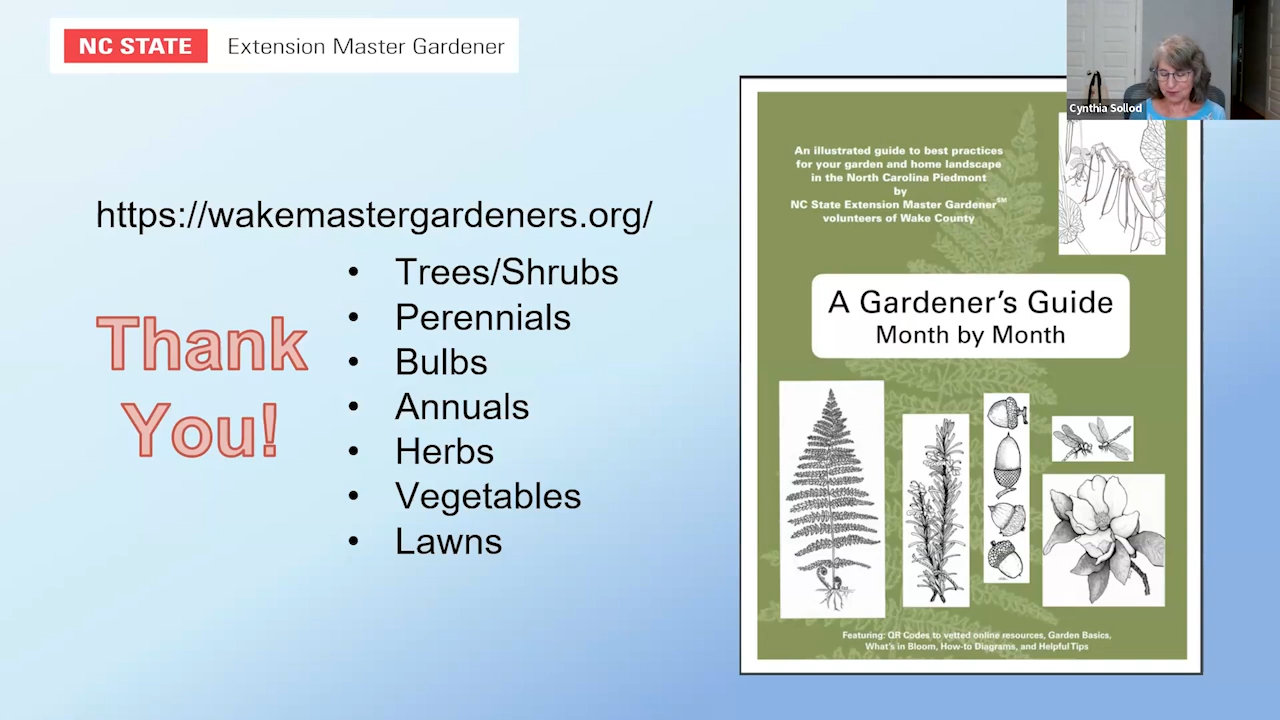 NC STATE Extension Master Gardener
Cynthia Sollod
https://wakemastergardeners.org/
• Trees/Shrubs
• Perennials
• Bulbs
• Annuals
• Herbs
• Vegetables
• Lawns
Thank
You!
An illustrated guide to best practices
for your garden and home landscape
in the North Carolina Piedmont
by
NC State Extension Master Gardener℠
volunteers of Wake County
A Gardener's Guide
Month by Month
Featuring: QR Codes to vetted online resources, Garden Basics,
What's in Bloom, How-to Diagrams, and Helpful Tips